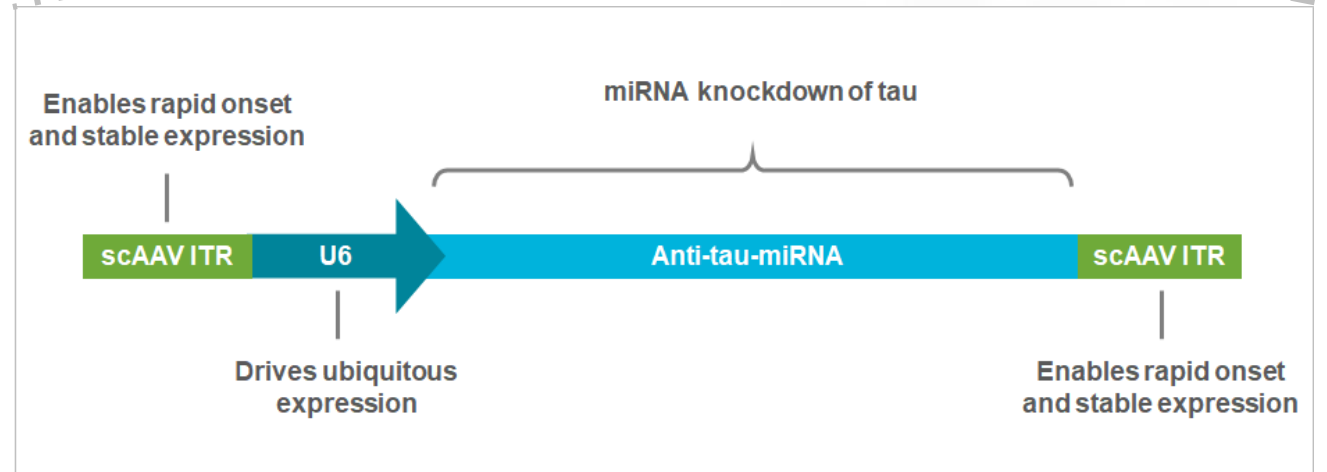 Enables rapid onset
and stable expression
miRNA knockdown of tau
scAAV ITR
U6
Anti-tau-miRNA
scAAV ITR
Drives ubiquitous
expression
Enables rapid onset
and stable expression